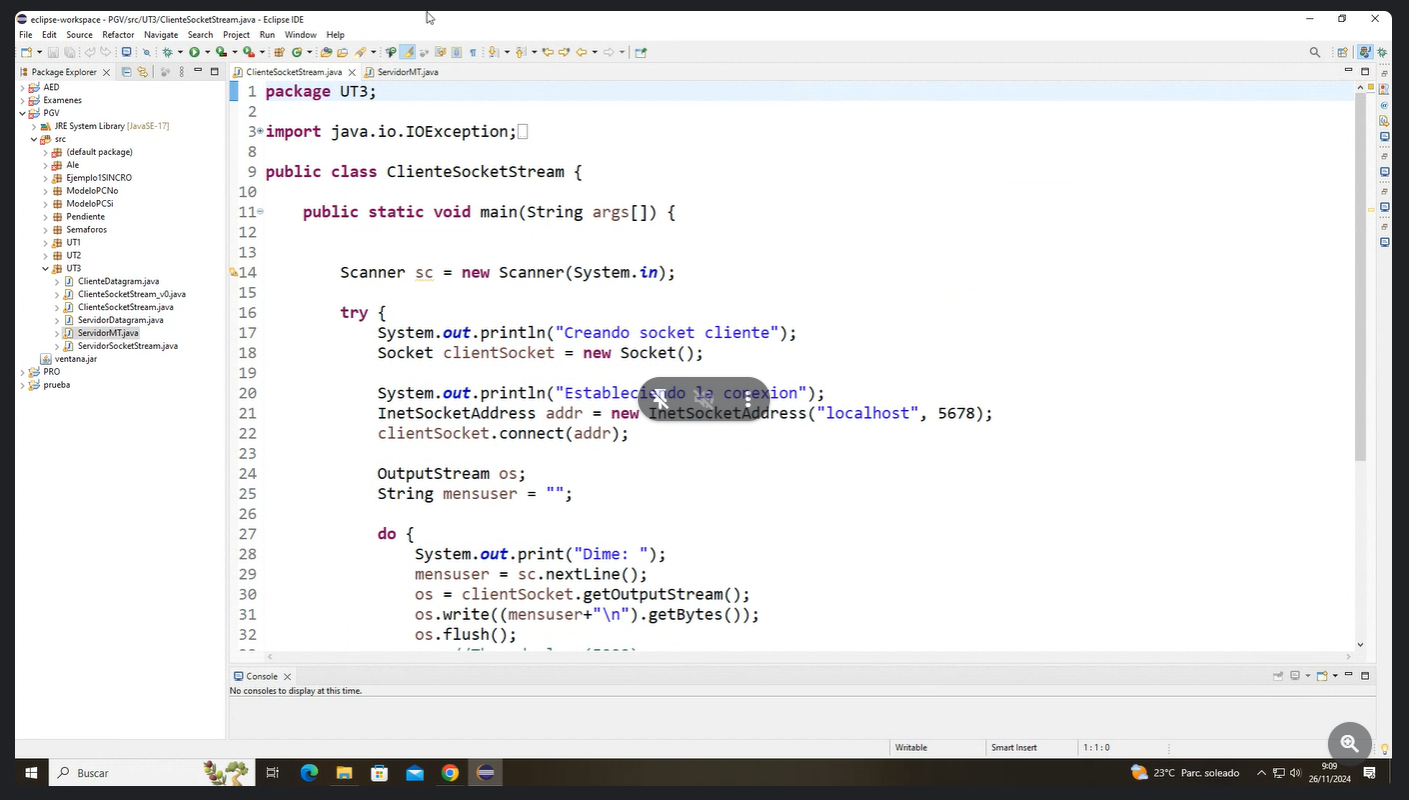 eclipse-workspace - PGV/src/UT3/ClienteSocketStream.java - Eclipse IDE
File Edit Source Refactor Navigate Search Project Run Window Help
Package Explorer
AED
Examenes
PGV
JRE System Library [JavaSE-17]
src
(default package)
Ale
Ejemplo1SINCRO
ModeloPCNo
ModeloPCSi
Pendiente
Semaforos
UT1
UT2
UT3
ClienteDatagram.java
ClienteSocketStream_v0.java
ClienteSocketStream.java
ServidorDatagram.java
ServidorMT.java
ServidorSocketStream.java
ventana.jar
PRO
prueba
ClienteSocketStream.java ServidorMT.java
1 package UT3;
2
3 import java.io.IOException;
8
9 public class ClienteSocketStream {
10
11 public static void main(String args[]) {
12
13
14 Scanner sc = new Scanner(System.in);
15
16 try {
17 System.out.println("Creando socket cliente");
18 Socket clientSocket = new Socket();
19
20 System.out.println("Estableciendo la conexion");
21 InetSocketAddress addr = new InetSocketAddress("localhost", 5678);
22 clientSocket.connect(addr);
23
24 OutputStream os;
25 String mensuser = "";
26
27 do {
28 System.out.print("Dime: ");
29 mensuser = sc.nextLine();
30 os = clientSocket.getOutputStream();
31 os.write((mensuser+"\n").getBytes());
32 os.flush();
Console
No consoles to display at this time.
Writable Smart Insert 1 : 1 : 0
Buscar
23°C Parc. soleado
9:09
26/11/2024